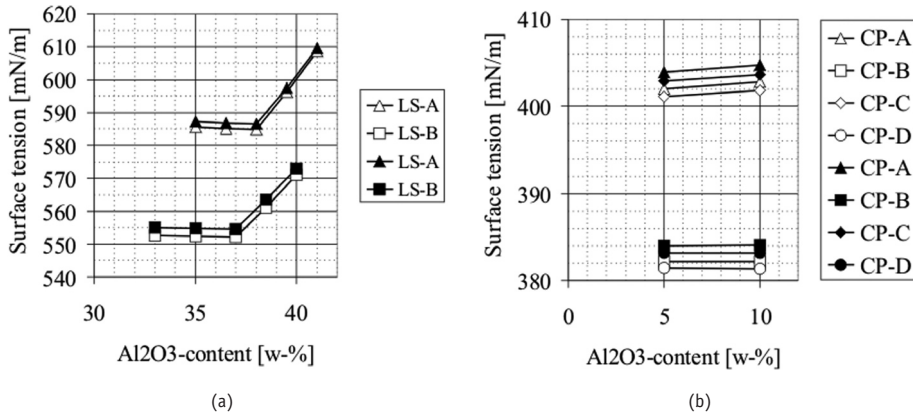 Surface tension [mN/m]
620
610
600
590
580
570
560
550
540
30
35
40
Al2O3-content [w-%]
LS-A
LS-B
LS-A
LS-B
(a)
Surface tension [mN/m]
410
400
390
380
0
5
10
Al2O3-content [w-%]
CP-A
CP-B
CP-C
CP-D
CP-A
CP-B
CP-C
CP-D
(b)